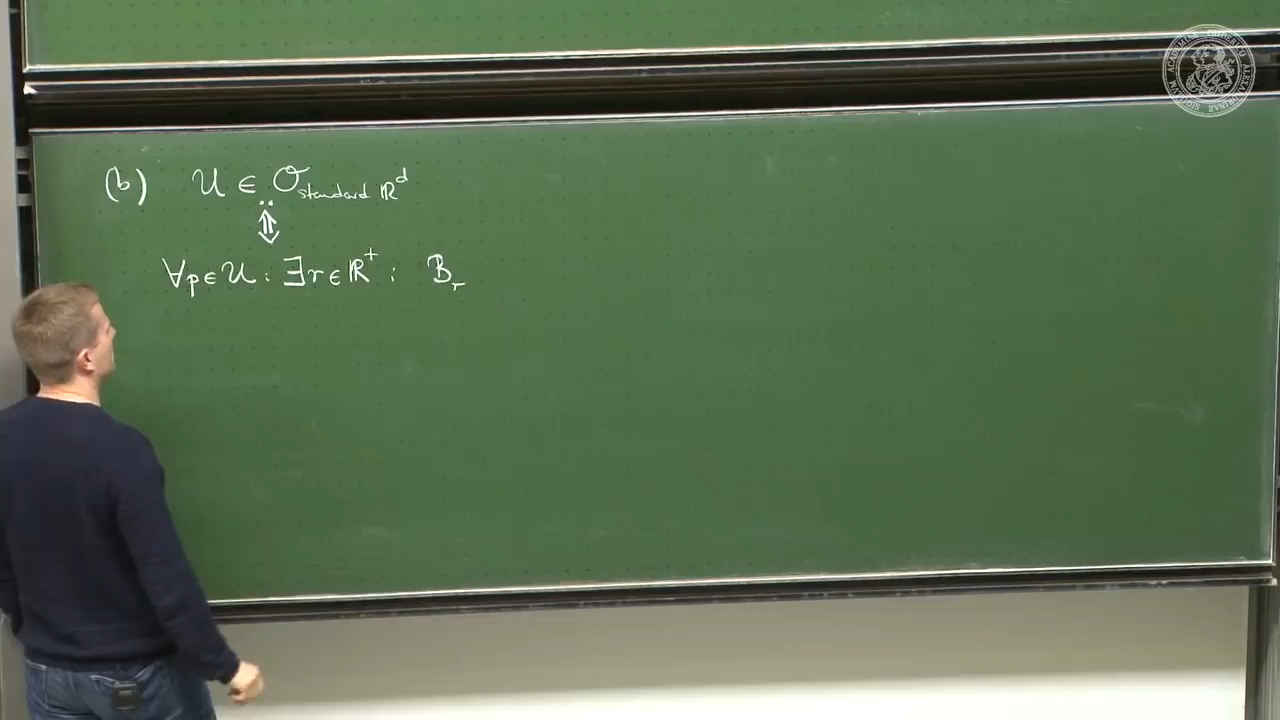 (b) U ∈ O_standard ℝ^d
:⇕
∀p∈U : ∃r∈ℝ⁺ : B_r